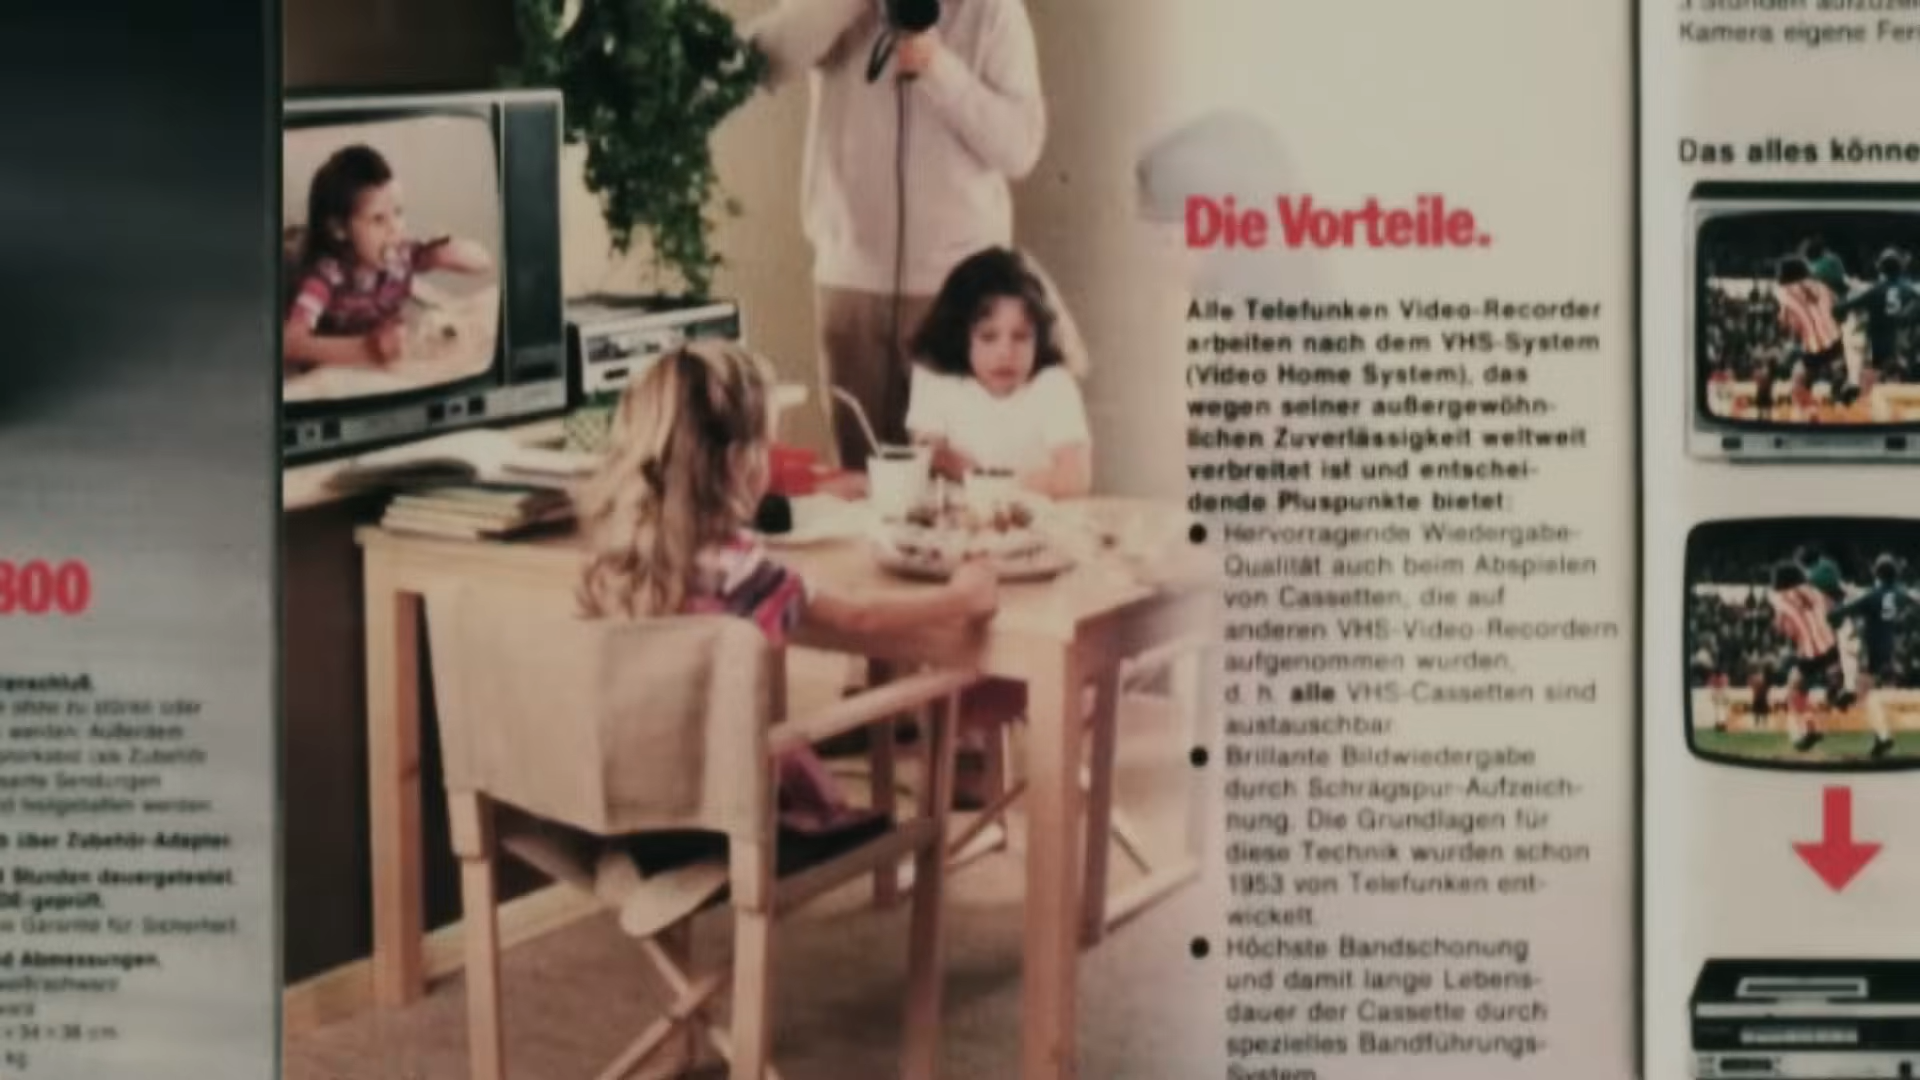 800
über Zubehör-Adapter
Stunden dauergetestet.
Garantie für Sicherheit.
Abmessungen.
Die Vorteile.
Alle Telefunken Video-Recorder
arbeiten nach dem VHS-System
(Video Home System), das
wegen seiner außergewöhn-
lichen Zuverlässigkeit weltweit
verbreitet ist und entschei-
dende Pluspunkte bietet:
● Hervorragende Wiedergabe-
Qualität auch beim Abspielen
von Cassetten, die auf
anderen VHS-Video-Recordern
aufgenommen wurden,
d. h. alle VHS-Cassetten sind
austauschbar.
● Brillante Bildwiedergabe
durch Schrägspur-Aufzeich-
nung. Die Grundlagen für
diese Technik wurden schon
1953 von Telefunken ent-
wickelt.
● Höchste Bandschonung
und damit lange Lebens-
dauer der Cassette durch
spezielles Bandführungs-
System.
Kamera eigene
Das alles könne